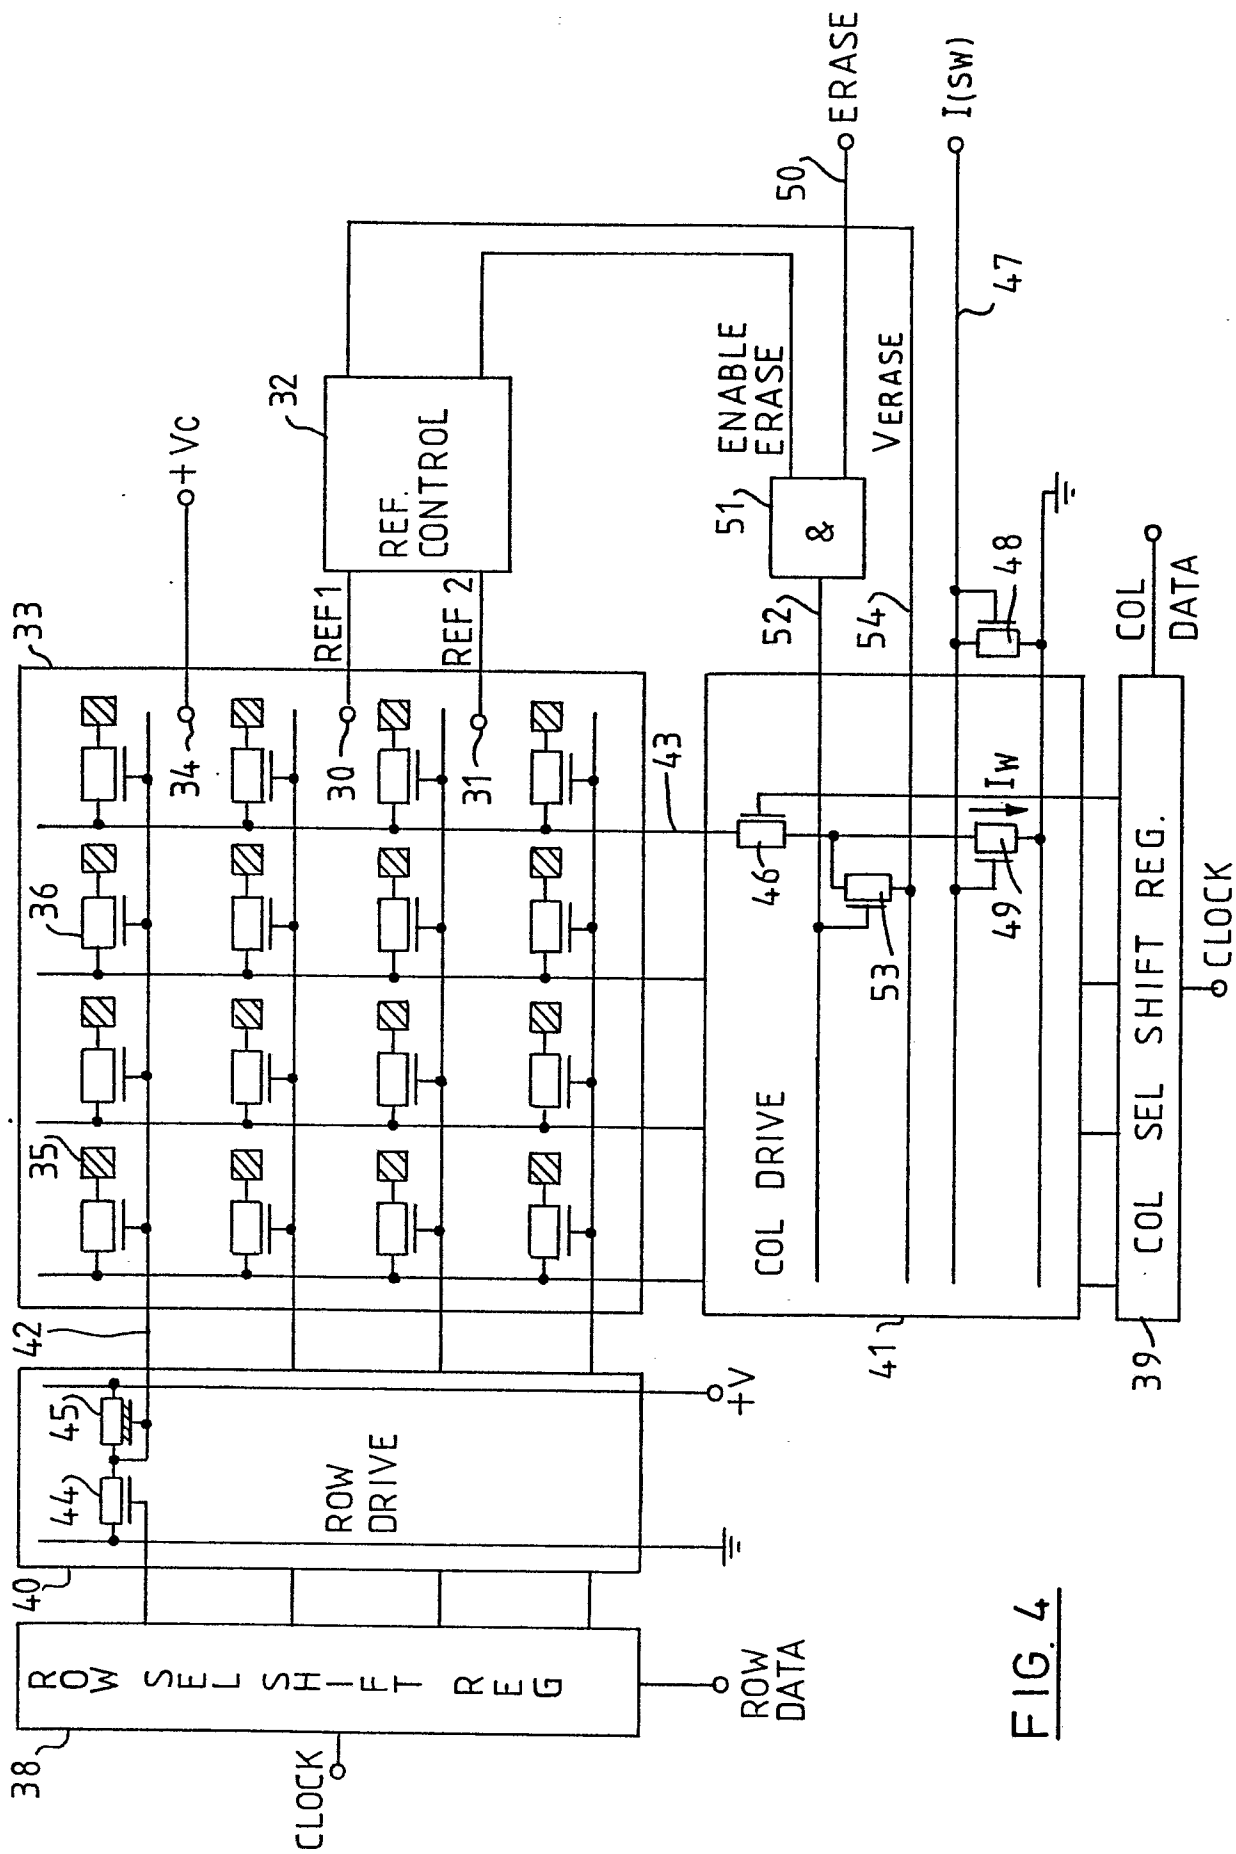 38
ROW SEL SHIFT REG
CLOCK
ROW
DATA
40
44
45
ROW
DRIVE
+V
42
35
36
33
34
+VC
30
REF 1
31
REF 2
32
REF.
CONTROL
43
COL DRIVE
41
46
53
49
IW
52
54
51
&
ENABLE
ERASE
VERASE
50
ERASE
I(SW)
47
48
39
COL SEL SHIFT REG.
CLOCK
COL
DATA
FIG. 4